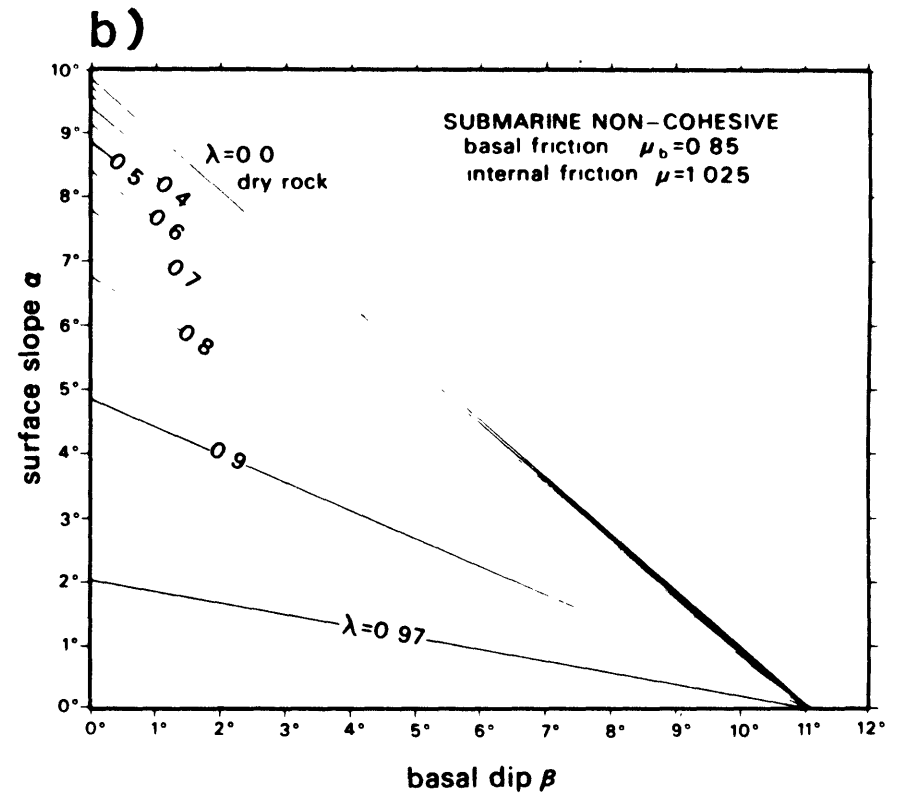 b)
10°
9°
8°
7°
6°
5°
4°
3°
2°
1°
0°
surface slope α
SUBMARINE NON-COHESIVE
basal friction μb=0 85
internal friction μ=1 025
λ=0 0
dry rock
0 5
0 4
0 6
0 7
0 8
0 9
λ=0 97
0° 1° 2° 3° 4° 5° 6° 7° 8° 9° 10° 11° 12°
basal dip β